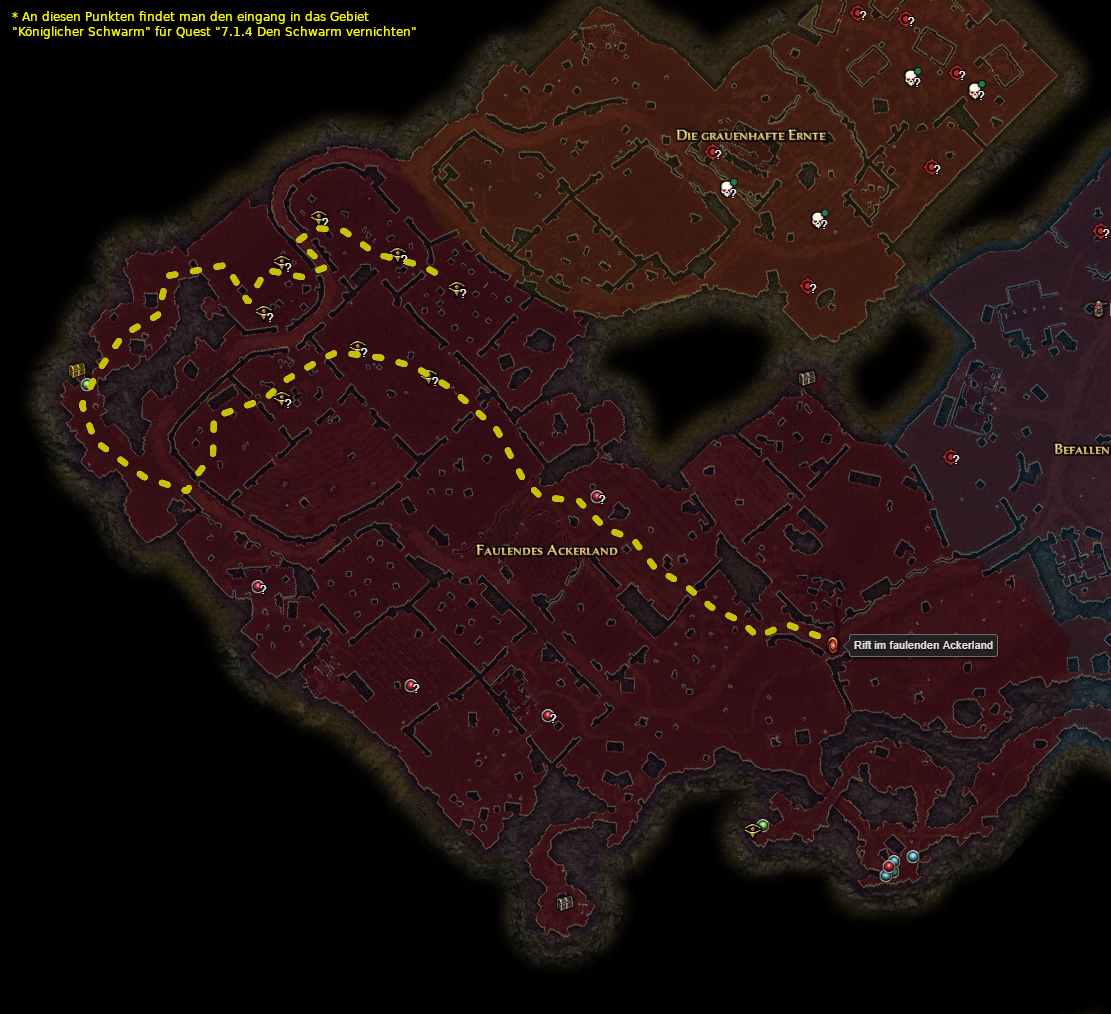 * An diesen Punkten findet man den eingang in das Gebiet
"Königlicher Schwarm" für Quest "7.1.4 Den Schwarm vernichten"
Die grauenhafte Ernte
Befallen
Faulendes Ackerland
Rift im faulenden Ackerland